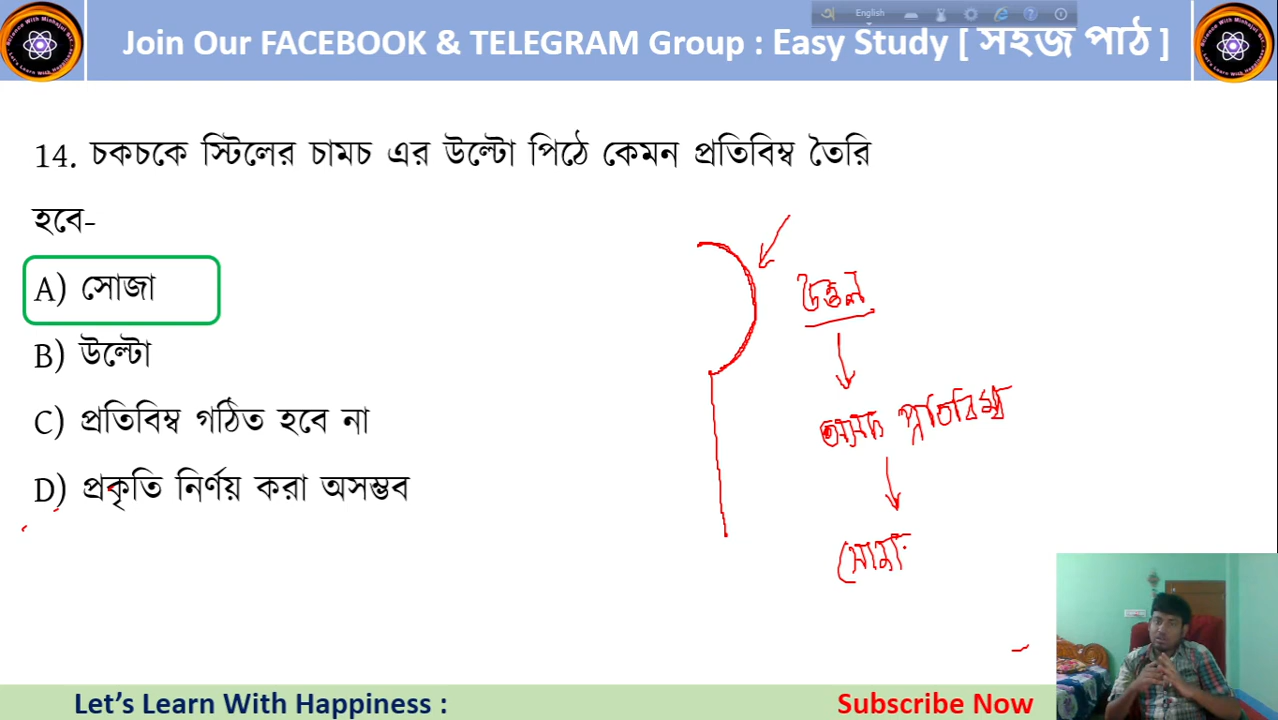 English
Join Our FACEBOOK & TELEGRAM Group : Easy Study [ সহজ পাঠ ]
14. চকচকে স্টিলের চামচ এর উল্টো পিঠে কেমন প্রতিবিম্ব তৈরি
হবে-
A) সোজা
B) উল্টো
C) প্রতিবিম্ব গঠিত হবে না
D) প্রকৃতি নির্ণয় করা অসম্ভব
উত্তল
অসদ প্রতিবিম্ব
Let's Learn With Happiness :
Subscribe Now